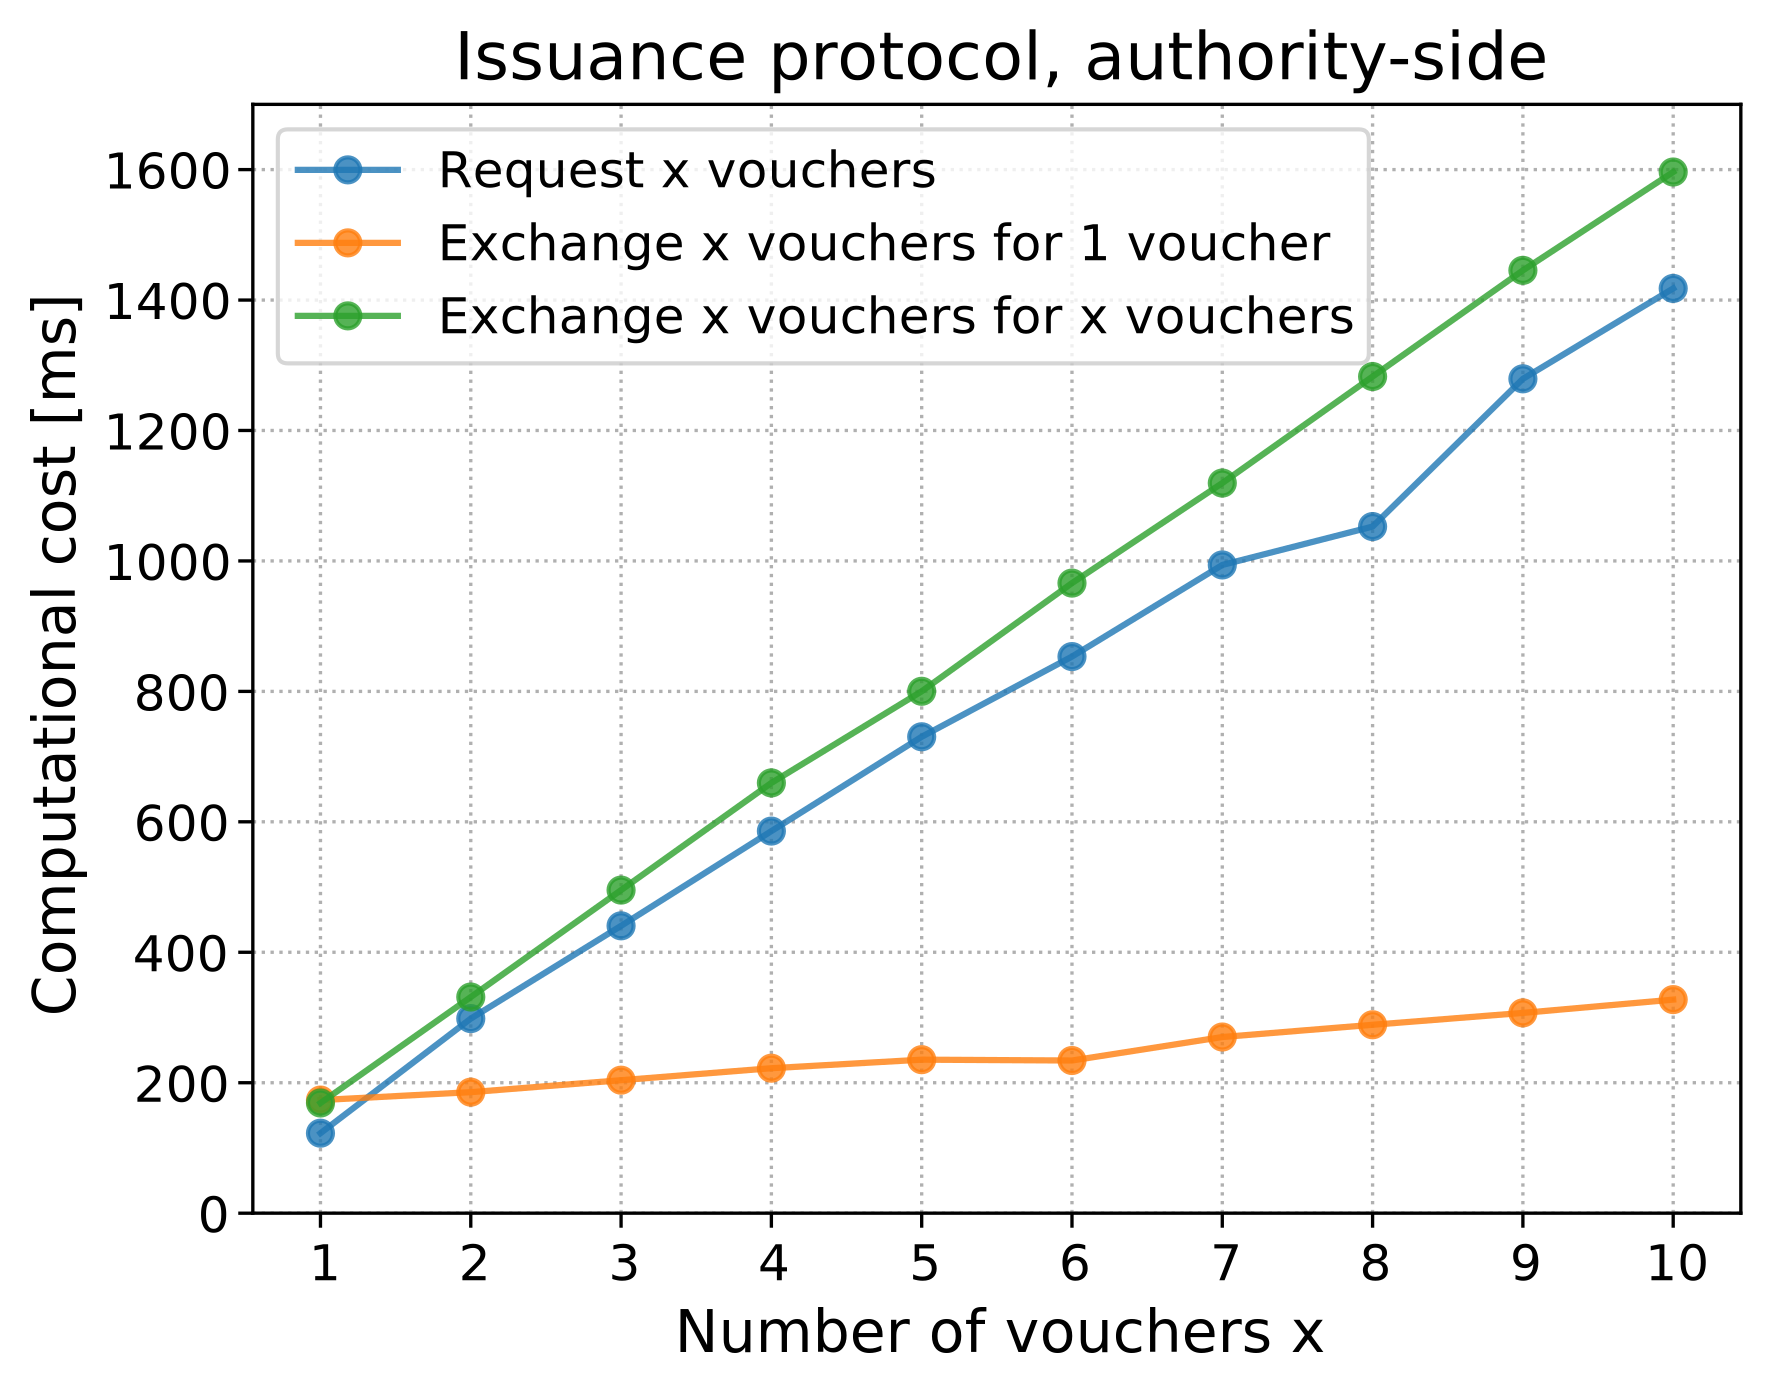 Issuance protocol, authority-side
Request x vouchers
Exchange x vouchers for 1 voucher
Exchange x vouchers for x vouchers
Computational cost [ms]
1600
1400
1200
1000
800
600
400
200
0
1 2 3 4 5 6 7 8 9 10
Number of vouchers x